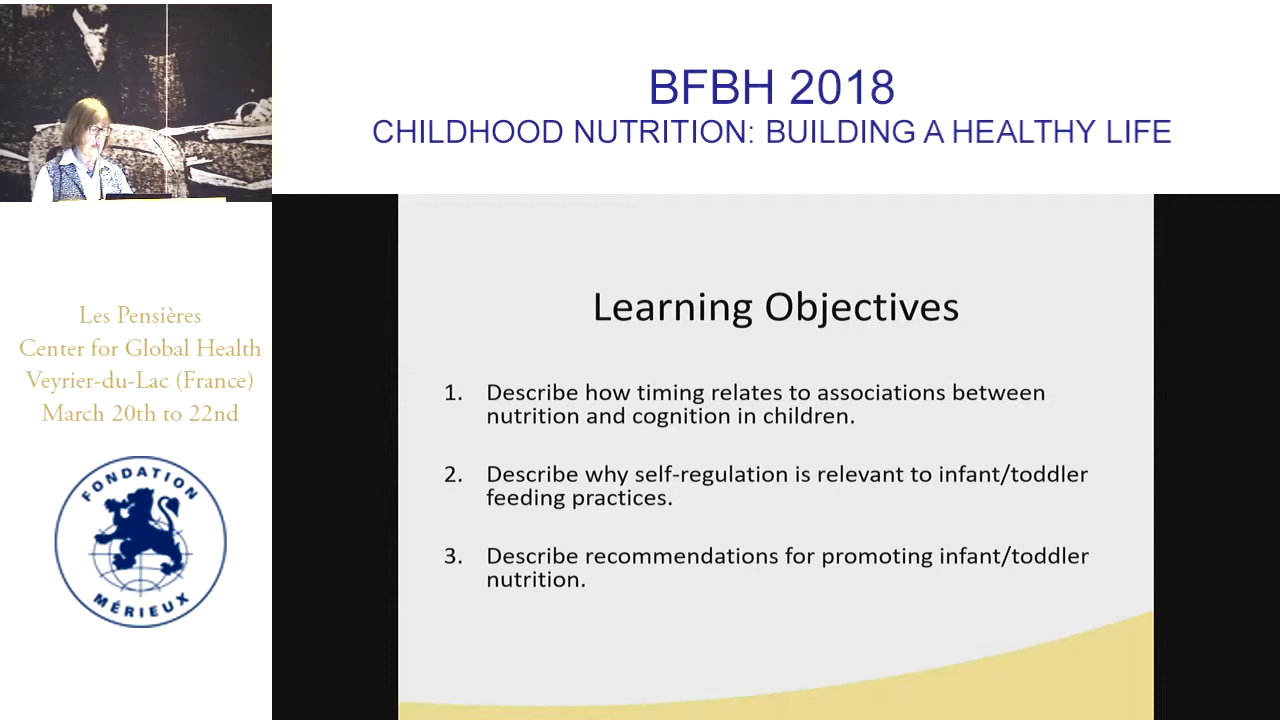 BFBH 2018
CHILDHOOD NUTRITION: BUILDING A HEALTHY LIFE
Les Pensières
Center for Global Health
Veyrier-du-Lac (France)
March 20th to 22nd
FONDATION
MÉRIEUX
Learning Objectives
1. Describe how timing relates to associations between
nutrition and cognition in children.
2. Describe why self-regulation is relevant to infant/toddler
feeding practices.
3. Describe recommendations for promoting infant/toddler
nutrition.